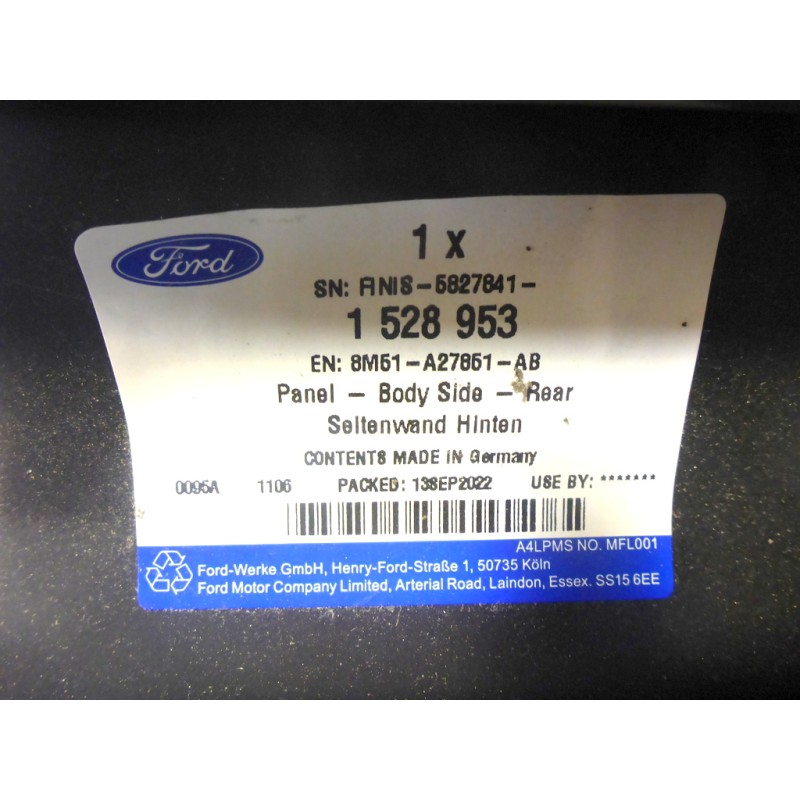 Ford
1 x
SN: FINIS-5827841-
1 528 953
EN: 8M51-A27851-AB
Panel - Body Side - Rear
Seitenwand Hinten
CONTENTS MADE IN Germany
0095A 1106 PACKED: 13SEP2022 USE BY: *******
A4LPMS NO. MFL001
Ford-Werke GmbH, Henry-Ford-Straße 1, 50735 Köln
Ford Motor Company Limited, Arterial Road, Laindon, Essex. SS15 6EE